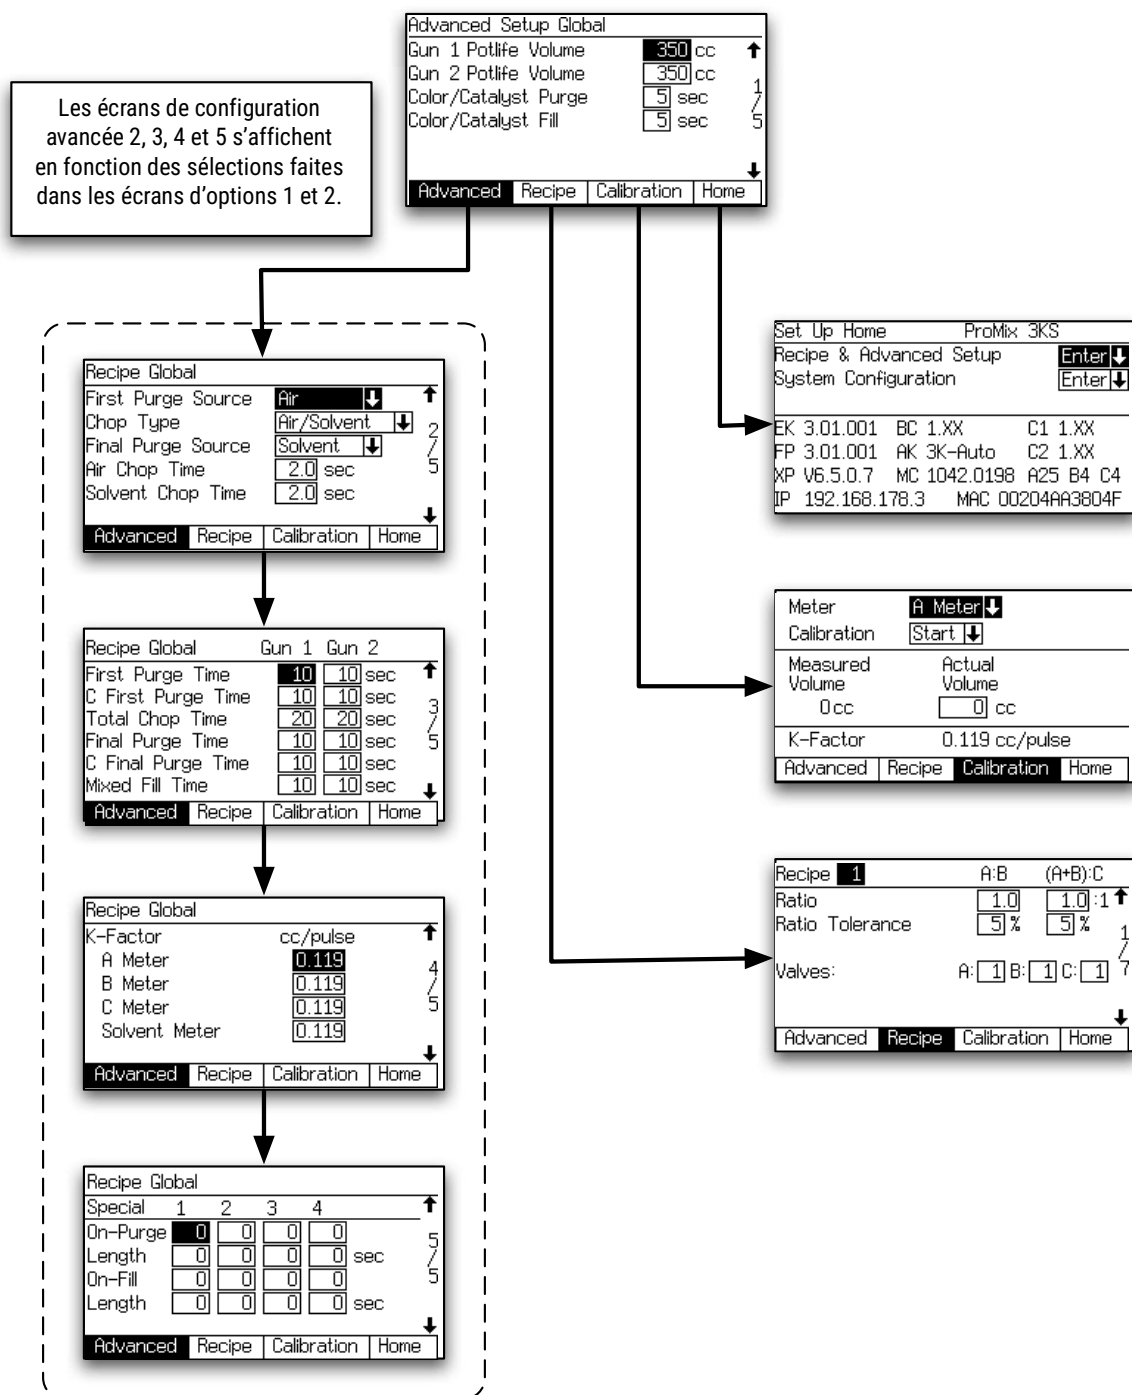 Advanced Setup Global
Gun 1 Potlife Volume 350 cc
Gun 2 Potlife Volume 350 cc
Color/Catalyst Purge 5 sec
Color/Catalyst Fill 5 sec
1/5
Advanced Recipe Calibration Home
Les écrans de configuration
avancée 2, 3, 4 et 5 s'affichent
en fonction des sélections faites
dans les écrans d'options 1 et 2.
Recipe Global
First Purge Source Air
Chop Type Air/Solvent
Final Purge Source Solvent
Air Chop Time 2.0 sec
Solvent Chop Time 2.0 sec
2/5
Advanced Recipe Calibration Home
Recipe Global Gun 1 Gun 2
First Purge Time 10 10 sec
C First Purge Time 10 10 sec
Total Chop Time 20 20 sec
Final Purge Time 10 10 sec
C Final Purge Time 10 10 sec
Mixed Fill Time 10 10 sec
3/5
Advanced Recipe Calibration Home
Recipe Global
K-Factor cc/pulse
A Meter 0.119
B Meter 0.119
C Meter 0.119
Solvent Meter 0.119
4/5
Advanced Recipe Calibration Home
Recipe Global
Special 1 2 3 4
On-Purge 0 0 0 0
Length 0 0 0 0 sec
On-Fill 0 0 0 0
Length 0 0 0 0 sec
5/5
Advanced Recipe Calibration Home
Set Up Home ProMix 3KS
Recipe & Advanced Setup Enter
System Configuration Enter
EK 3.01.001 BC 1.XX C1 1.XX
FP 3.01.001 AK 3K-Auto C2 1.XX
XP V6.5.0.7 MC 1042.0198 A25 B4 C4
IP 192.168.178.3 MAC 00204AA3804F
Meter A Meter
Calibration Start
Measured Actual
Volume Volume
0 cc 0 cc
K-Factor 0.119 cc/pulse
Advanced Recipe Calibration Home
Recipe 1 A:B (A+B):C
Ratio 1.0 1.0 :1
Ratio Tolerance 5 % 5 %
Valves: A: 1 B: 1 C: 1
1/7
Advanced Recipe Calibration Home